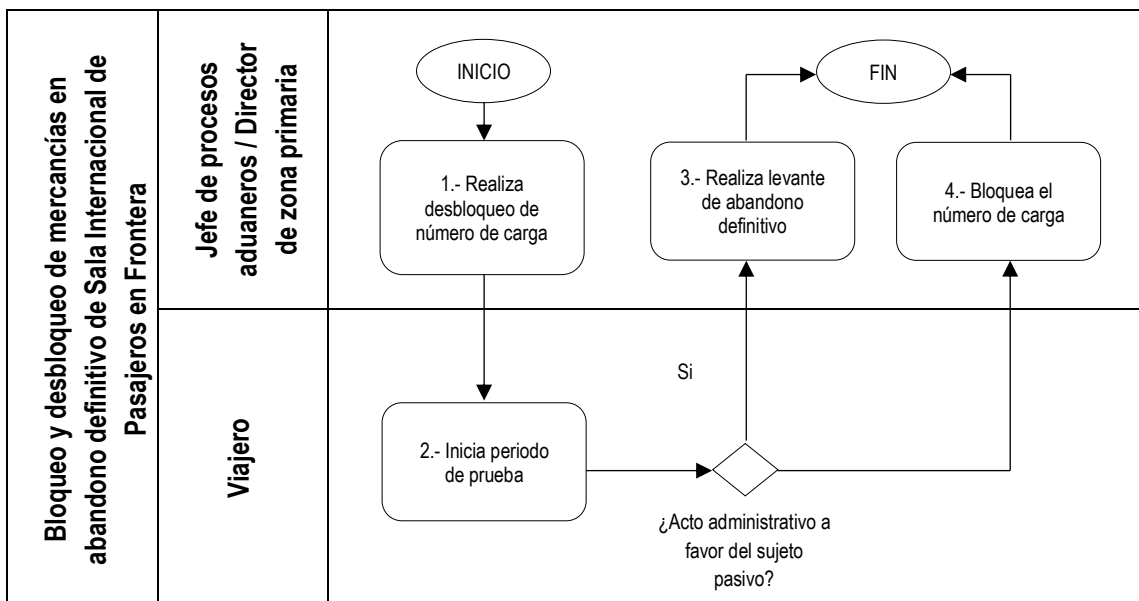 Bloqueo y desbloqueo de mercancías en
abandono definitivo de Sala Internacional de
Pasajeros en Frontera
Jefe de procesos
aduaneros / Director
de zona primaria
INICIO
FIN
1.- Realiza
desbloqueo de
número de carga
3.- Realiza levante
de abandono
definitivo
4.- Bloquea el
número de carga
Viajero
Si
2.- Inicia periodo
de prueba
¿Acto administrativo a
favor del sujeto
pasivo?